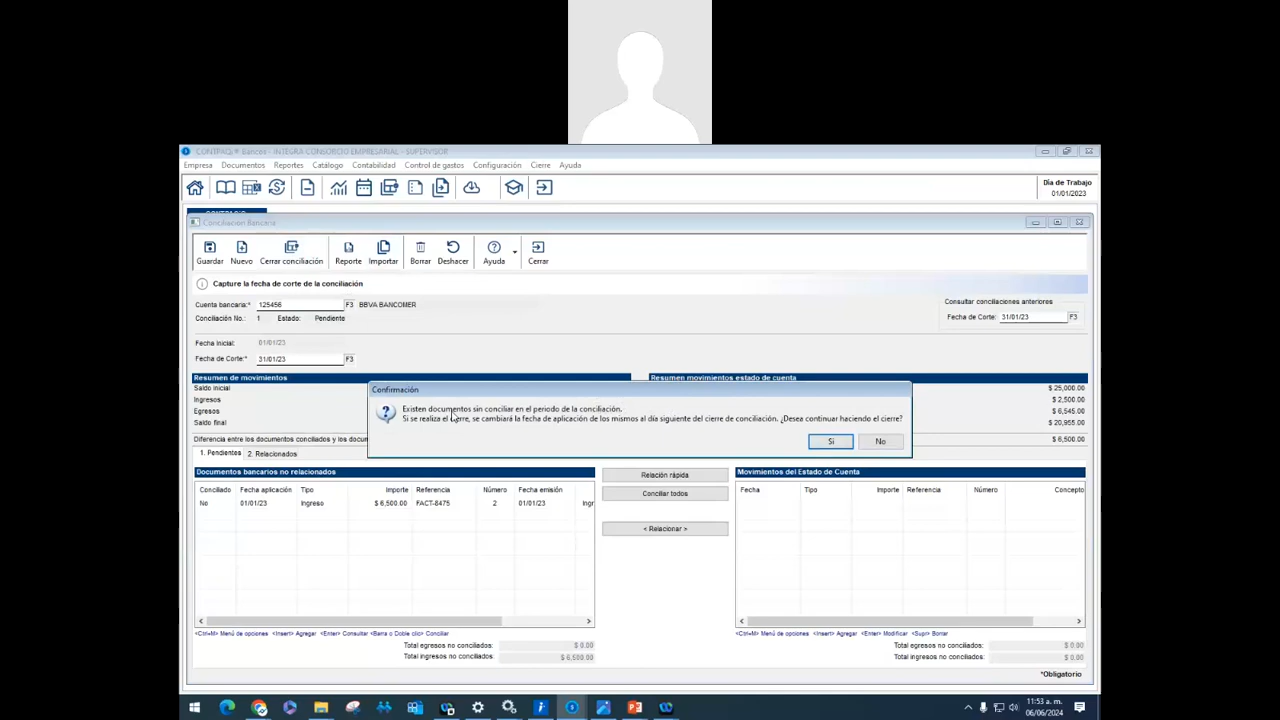 CONTPAQi® Bancos - INTEGRA CONSORCIO EMPRESARIAL - SUPERVISOR
Empresa Documentos Reportes Catálogo Contabilidad Control de gastos Configuración Cierre Ayuda
Día de Trabajo
01/01/2023
Conciliación Bancaria
Guardar Nuevo Cerrar conciliación Reporte Importar Borrar Deshacer Ayuda Cerrar
Capture la fecha de corte de la conciliación
Cuenta bancaria:* 125456 F3 BBVA BANCOMER
Consultar conciliaciones anteriores
Conciliación No.: 1 Estado: Pendiente
Fecha de Corte: 31/01/23 F3
Fecha Inicial: 01/01/23
Fecha de Corte:* 31/01/23 F3
Resumen de movimientos
Resumen movimientos estado de cuenta
Saldo inicial $ 25,000.00
Ingresos $ 2,500.00
Egresos $ 6,545.00
Saldo final $ 20,955.00
Diferencia entre los documentos conciliados y los docum $ 6,500.00
Confirmación
Existen documentos sin conciliar en el periodo de la conciliación.
Si se realiza el cierre, se cambiará la fecha de aplicación de los mismos al día siguiente del cierre de conciliación. ¿Desea continuar haciendo el cierre?
Si No
1. Pendientes 2. Relacionados
Documentos bancarios no relacionados
Conciliado Fecha aplicación Tipo Importe Referencia Número Fecha emisión
No 01/01/23 Ingreso $ 6,500.00 FACT-8475 2 01/01/23 Ingr
Relación rápida
Conciliar todos
< Relacionar >
Movimientos del Estado de Cuenta
Fecha Tipo Importe Referencia Número Concepto
<Ctrl+M> Menú de opciones <Insert> Agregar <Enter> Consultar <Barra o Doble clic> Conciliar
<Ctrl+M> Menú de opciones <Insert> Agregar <Enter> Modificar <Supr> Borrar
Total egresos no conciliados: $ 0.00
Total ingresos no conciliados: $ 6,500.00
Total egresos no conciliados: $ 0.00
Total ingresos no conciliados: $ 0.00
*Obligatorio
11:53 a. m.
06/06/2024